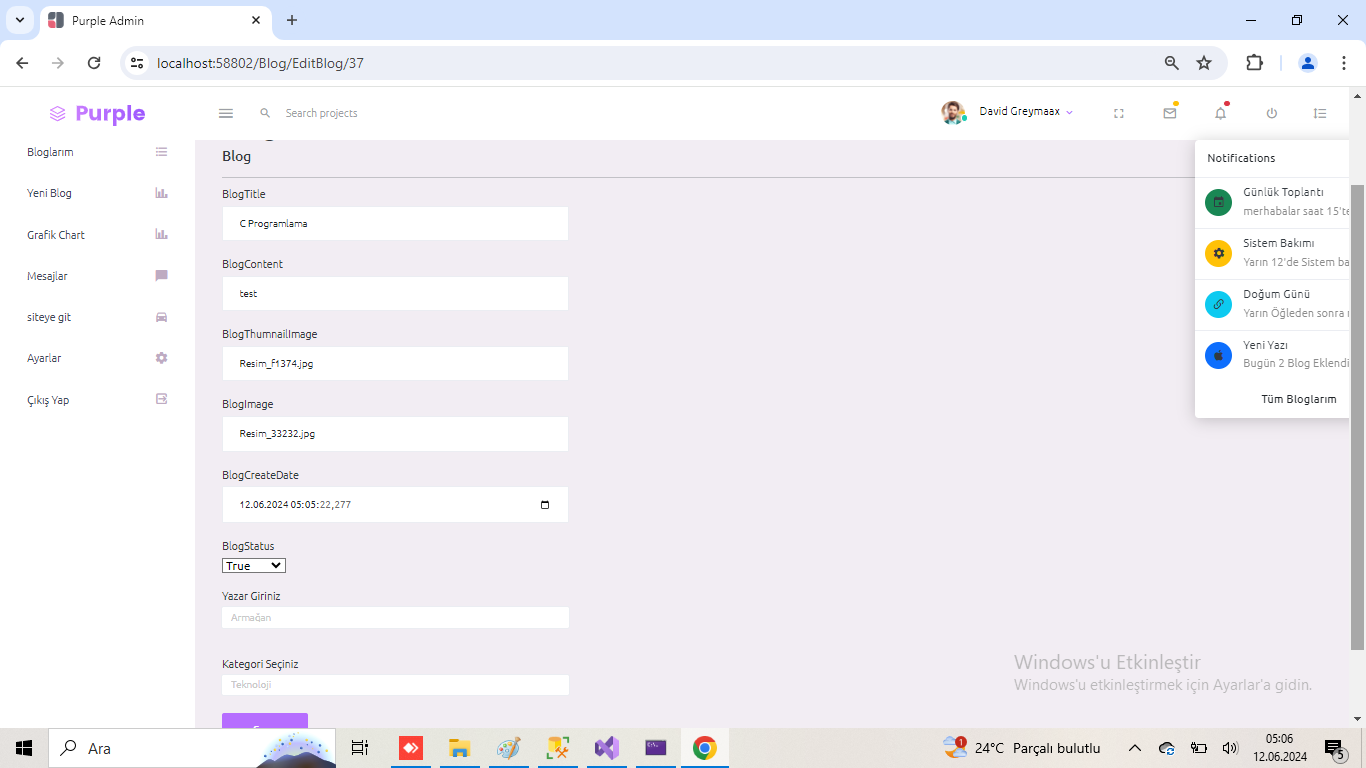 Purple Admin
localhost:58802/Blog/EditBlog/37
Purple
Search projects
David Greymaax
Bloglarım
Yeni Blog
Grafik Chart
Mesajlar
siteye git
Ayarlar
Çıkış Yap
Blog
BlogTitle
C Programlama
BlogContent
test
BlogThumnailImage
Resim_f1374.jpg
BlogImage
Resim_33232.jpg
BlogCreateDate
12.06.2024 05:05:22,277
BlogStatus
True
Yazar Giriniz
Armağan
Kategori Seçiniz
Teknoloji
Notifications
Günlük Toplantı
merhabalar saat 15'te
Sistem Bakımı
Yarın 12'de Sistem ba
Doğum Günü
Yarın Öğleden sonra
Yeni Yazı
Bugün 2 Blog Eklendi
Tüm Bloglarım
Windows'u Etkinleştir
Windows'u etkinleştirmek için Ayarlar'a gidin.
Ara
1
24°C Parçalı bulutlu
05:06
12.06.2024
5